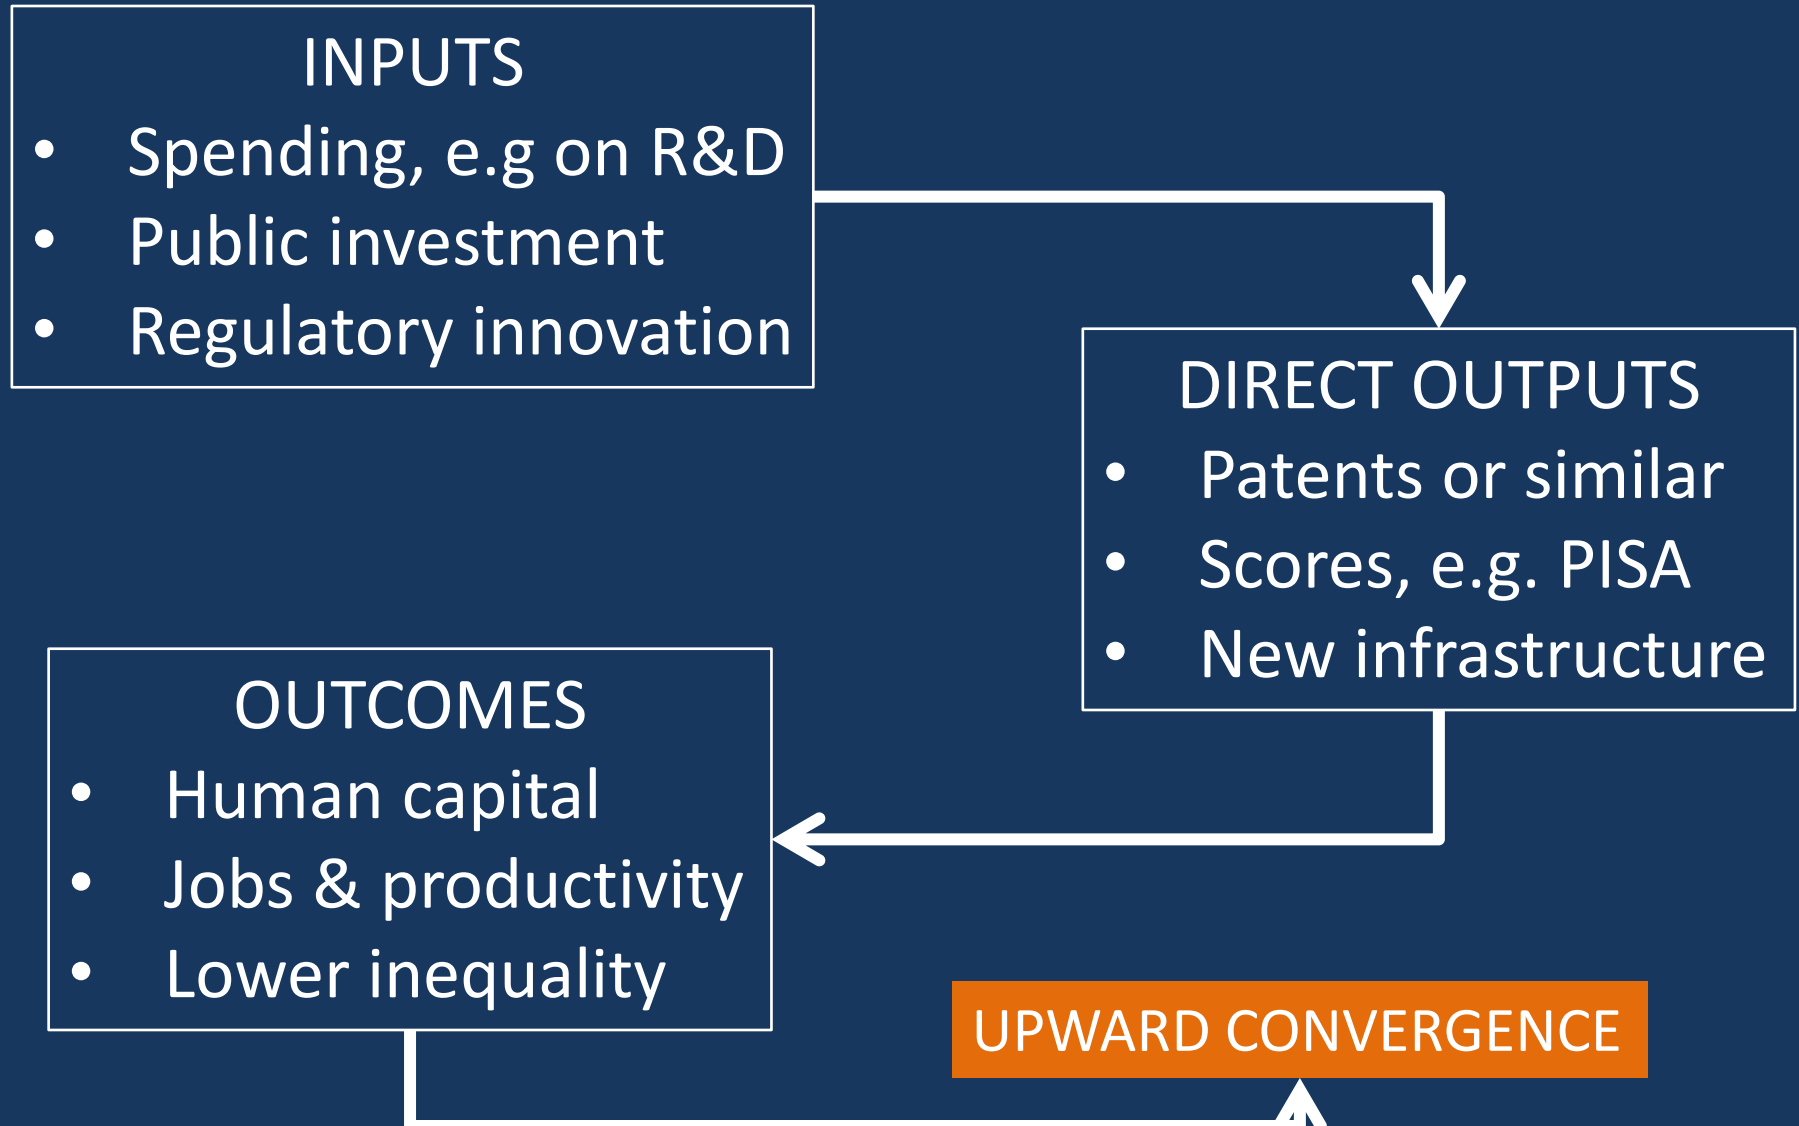 INPUTS
• Spending, e.g on R&D
• Public investment
• Regulatory innovation
DIRECT OUTPUTS
• Patents or similar
• Scores, e.g. PISA
• New infrastructure
OUTCOMES
• Human capital
• Jobs & productivity
• Lower inequality
UPWARD CONVERGENCE